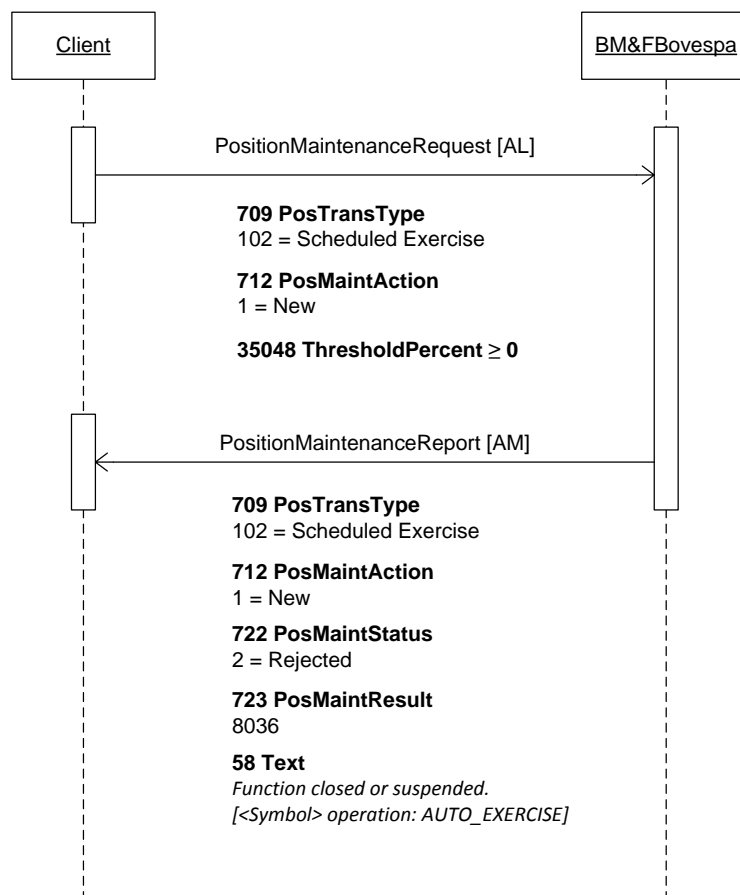 Client
BM&FBovespa
PositionMaintenanceRequest [AL]
709 PosTransType
102 = Scheduled Exercise
712 PosMaintAction
1 = New
35048 ThresholdPercent ≥ 0
PositionMaintenanceReport [AM]
709 PosTransType
102 = Scheduled Exercise
712 PosMaintAction
1 = New
722 PosMaintStatus
2 = Rejected
723 PosMaintResult
8036
58 Text
Function closed or suspended.
[<Symbol> operation: AUTO_EXERCISE]